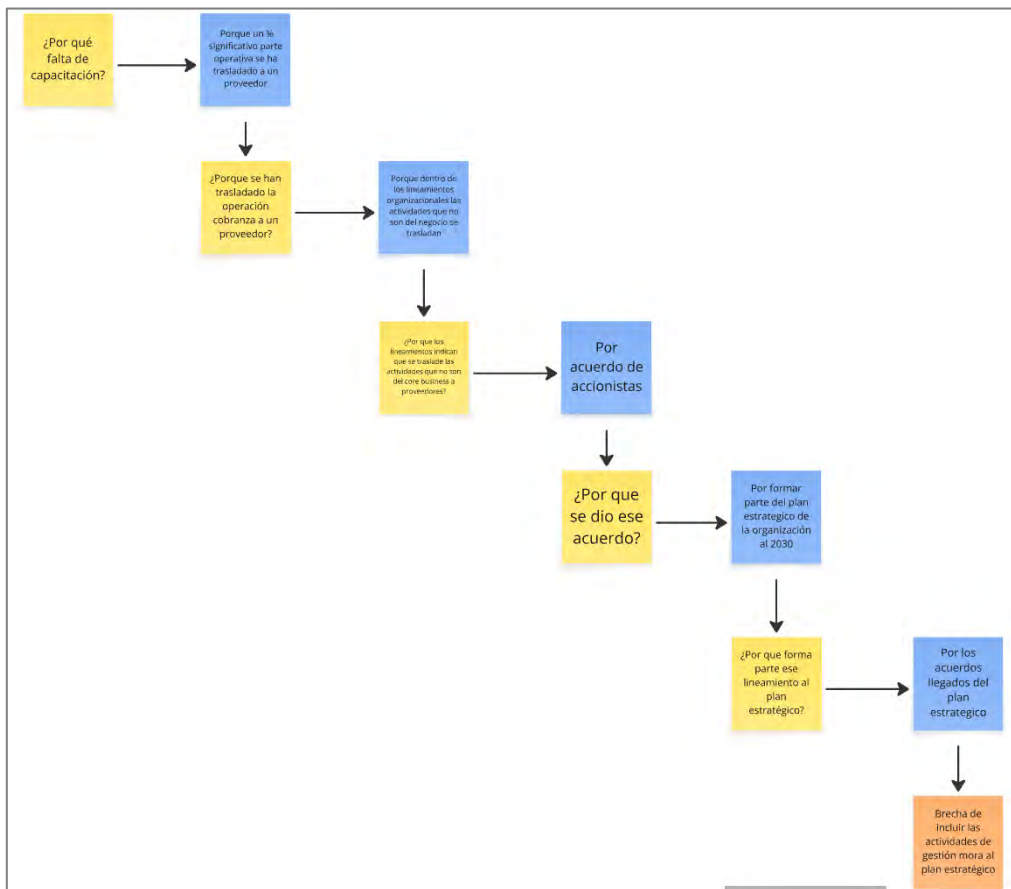 ¿Por qué
falta de
capacitación?
Porque un %
significativo parte
operativa se ha
trasladado a un
proveedor
¿Porque se han
trasladado la
operación
cobranza a un
proveedor?
Porque dentro de
los lineamientos
organizacionales las
actividades que no
son del negocio se
trasladan
¿Por que los
lineamientos indican
que se traslade las
actividades que no son
del core business a
proveedores?
Por
acuerdo de
accionistas
¿Por que
se dio ese
acuerdo?
Por formar
parte del plan
estrategico de
la organización
al 2030
¿Por que forma
parte ese
lineamiento al
plan
estratégico?
Por los
acuerdos
llegados del
plan
estrategico
Brecha de
incluir las
actividades de
gestión mora al
plan estratégico